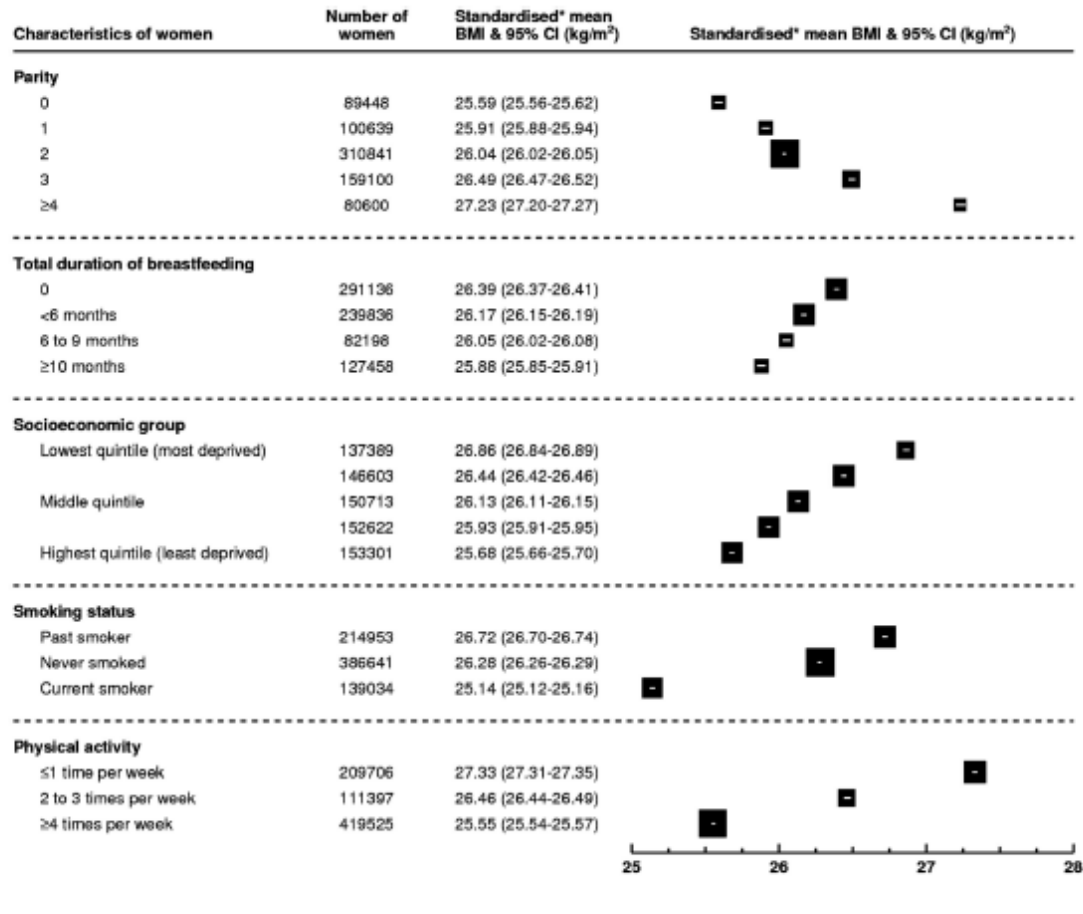 Characteristics of women Number of women Standardised* mean BMI & 95% CI (kg/m²) Standardised* mean BMI & 95% CI (kg/m²)
Parity
0 89448 25.59 (25.56-25.62)
1 100639 25.91 (25.88-25.94)
2 310841 26.04 (26.02-26.05)
3 159100 26.49 (26.47-26.52)
≥4 80600 27.23 (27.20-27.27)
Total duration of breastfeeding
0 291136 26.39 (26.37-26.41)
<6 months 239836 26.17 (26.15-26.19)
6 to 9 months 82198 26.05 (26.02-26.08)
≥10 months 127458 25.88 (25.85-25.91)
Socioeconomic group
Lowest quintile (most deprived) 137389 26.86 (26.84-26.89)
146603 26.44 (26.42-26.46)
Middle quintile 150713 26.13 (26.11-26.15)
152622 25.93 (25.91-25.95)
Highest quintile (least deprived) 153301 25.68 (25.66-25.70)
Smoking status
Past smoker 214953 26.72 (26.70-26.74)
Never smoked 386641 26.28 (26.26-26.29)
Current smoker 139034 25.14 (25.12-25.16)
Physical activity
≤1 time per week 209706 27.33 (27.31-27.35)
2 to 3 times per week 111397 26.46 (26.44-26.49)
≥4 times per week 419525 25.55 (25.54-25.57)
25 26 27 28